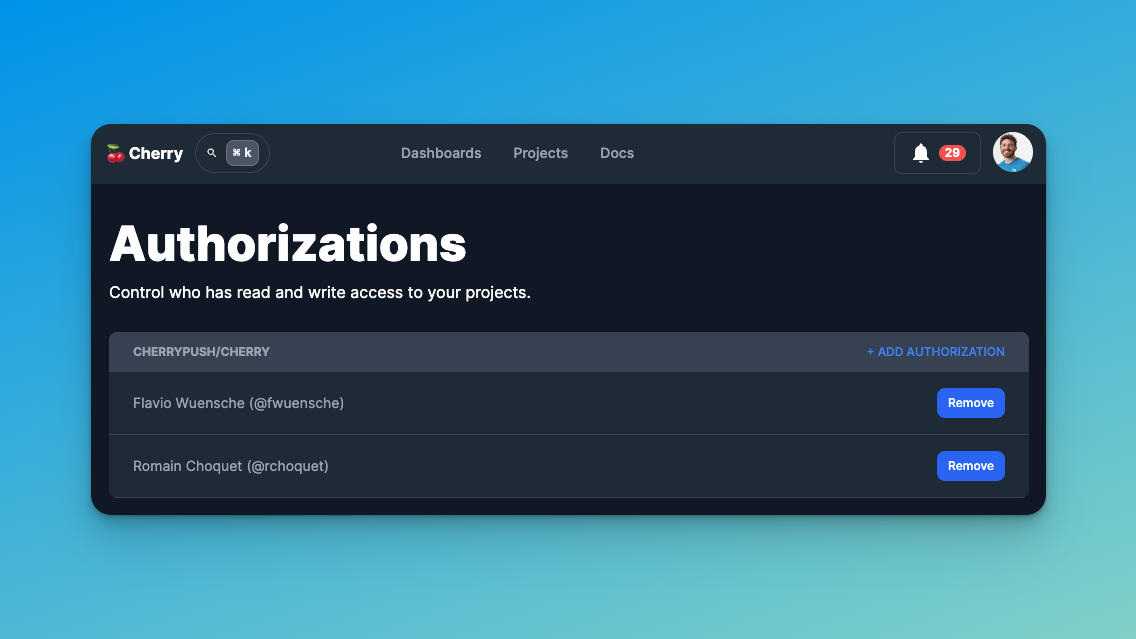 Cherry
⌘ k
Dashboards
Projects
Docs
29
Authorizations
Control who has read and write access to your projects.
CHERRYPUSH/CHERRY
+ ADD AUTHORIZATION
Flavio Wuensche (@fwuensche)
Remove
Romain Choquet (@rchoquet)
Remove